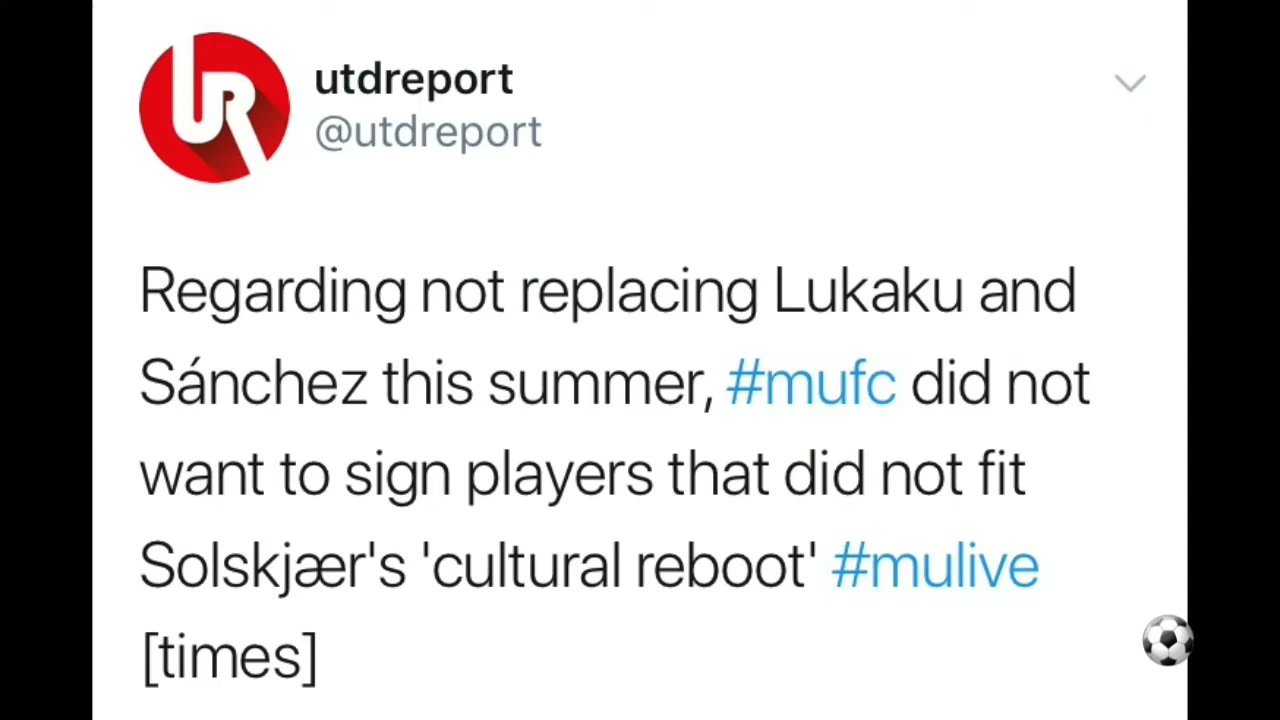 UR
utdreport
@utdreport
Regarding not replacing Lukaku and
Sánchez this summer, #mufc did not
want to sign players that did not fit
Solskjær's 'cultural reboot' #mulive
[times]